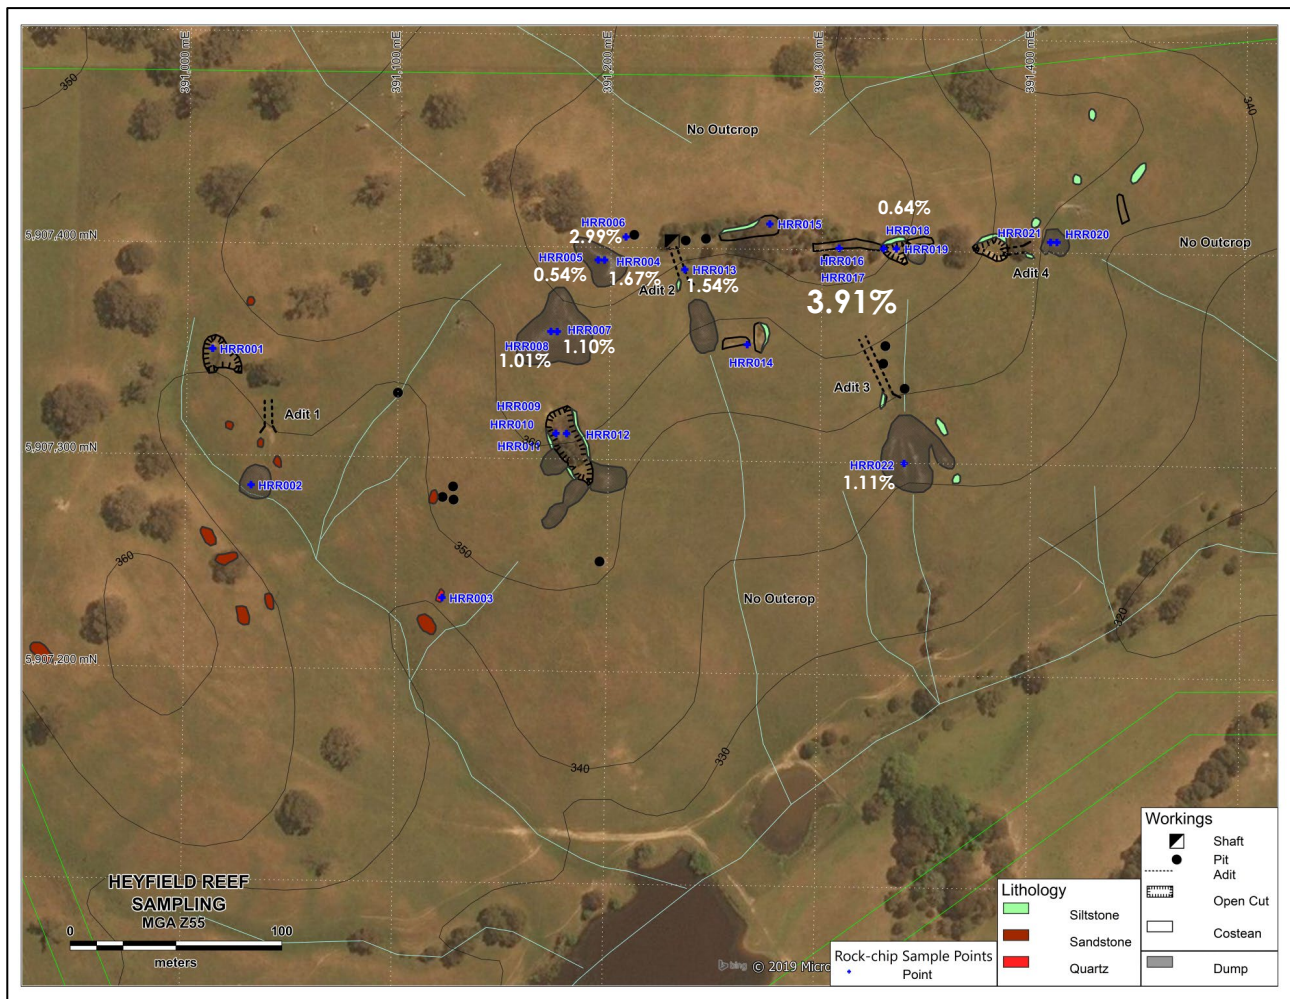 391,000 mE
391,100 mE
391,200 mE
391,300 mE
391,400 mE
350
340
No Outcrop
HRR006
2.99%
HRR015
0.64%
HRR018
HRR019
HRR021
HRR020
No Outcrop
5,907,400 mN
HRR005
HRR004
0.54%
1.67%
HRR013
1.54%
Adit 2
HRR016
HRR017
3.91%
Adit 4
HRR001
HRR007
HRR008
1.10%
1.01%
HRR014
Adit 3
Adit 1
HRR009
HRR010
HRR011
HRR012
360
5,907,300 mN
HRR002
HRR022
1.11%
350
360
HRR003
No Outcrop
320
5,907,200 mN
340
330
HEYFIELD REEF
SAMPLING
MGA Z55
0 100
meters
bing © 2019 Micro
Rock-chip Sample Points
Point
Lithology
Siltstone
Sandstone
Quartz
Workings
Shaft
Pit
Adit
Open Cut
Costean
Dump